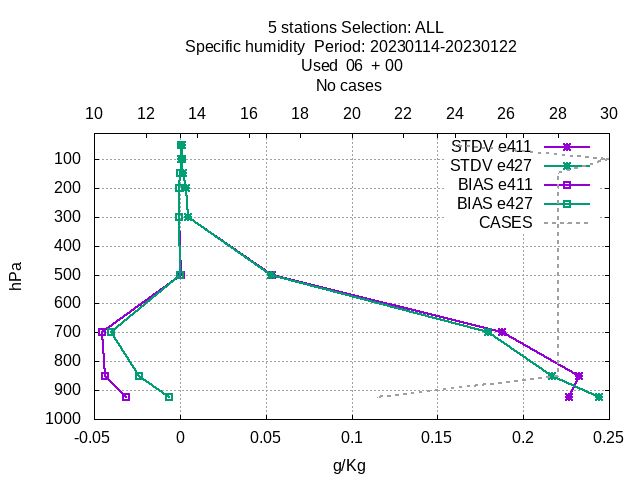 5 stations Selection: ALL
Specific humidity  Period: 20230114-20230122
Used  06  + 00
No cases
10 12 14 16 18 20 22 24 26 28 30
STDV e411
STDV e427
BIAS e411
BIAS e427
CASES
hPa
100
200
300
400
500
600
700
800
900
1000
-0.05 0 0.05 0.1 0.15 0.2 0.25
g/Kg